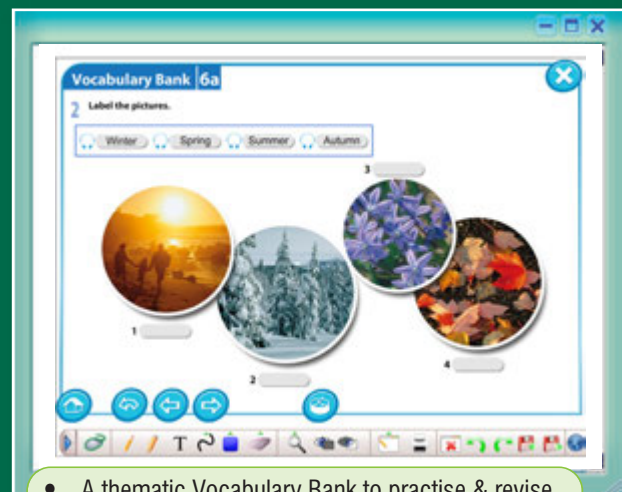 Vocabulary Bank 6a
2 Label the pictures.
Winter Spring Summer Autumn
3
1
2
4
T
• A thematic Vocabulary Bank to practise & revise